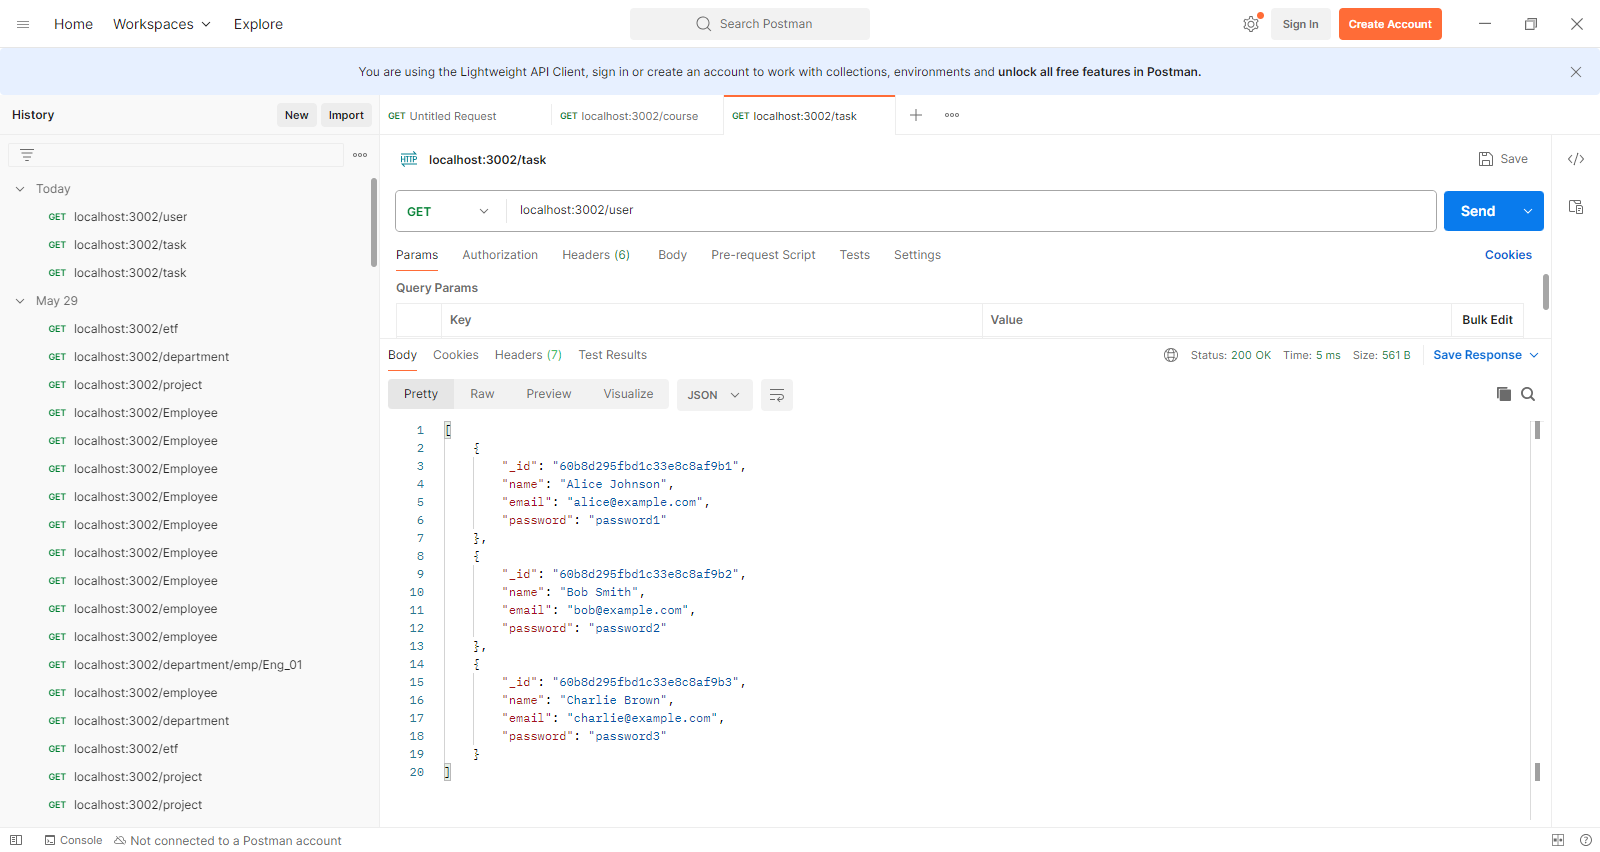 Home Workspaces Explore Search Postman Sign In Create Account
You are using the Lightweight API Client, sign in or create an account to work with collections, environments and unlock all free features in Postman.
History New Import
GET Untitled Request GET localhost:3002/course GET localhost:3002/task
Today
GET localhost:3002/user
GET localhost:3002/task
GET localhost:3002/task
May 29
GET localhost:3002/etf
GET localhost:3002/department
GET localhost:3002/project
GET localhost:3002/Employee
GET localhost:3002/Employee
GET localhost:3002/Employee
GET localhost:3002/Employee
GET localhost:3002/Employee
GET localhost:3002/Employee
GET localhost:3002/Employee
GET localhost:3002/employee
GET localhost:3002/employee
GET localhost:3002/department/emp/Eng_01
GET localhost:3002/employee
GET localhost:3002/department
GET localhost:3002/etf
GET localhost:3002/project
GET localhost:3002/project
HTTP localhost:3002/task Save </>
GET localhost:3002/user Send
Params Authorization Headers (6) Body Pre-request Script Tests Settings Cookies
Query Params
Key Value Bulk Edit
Body Cookies Headers (7) Test Results Status: 200 OK Time: 5 ms Size: 561 B Save Response
Pretty Raw Preview Visualize JSON
1 [
2 {
3 "_id": "60b8d295fbd1c33e8c8af9b1",
4 "name": "Alice Johnson",
5 "email": "alice@example.com",
6 "password": "password1"
7 },
8 {
9 "_id": "60b8d295fbd1c33e8c8af9b2",
10 "name": "Bob Smith",
11 "email": "bob@example.com",
12 "password": "password2"
13 },
14 {
15 "_id": "60b8d295fbd1c33e8c8af9b3",
16 "name": "Charlie Brown",
17 "email": "charlie@example.com",
18 "password": "password3"
19 }
20 ]
Console Not connected to a Postman account